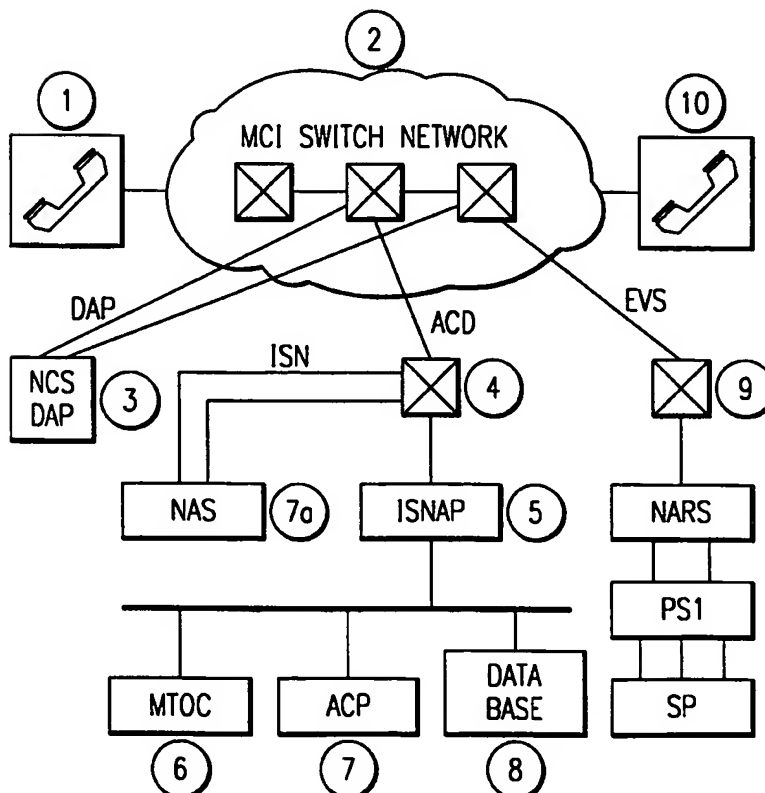 2
1
10
MCI SWITCH NETWORK
DAP
ACD
EVS
ISN
NCS
DAP
3
4
9
NAS
7a
ISNAP
5
NARS
PS1
MTOC
ACP
DATA
BASE
SP
6
7
8